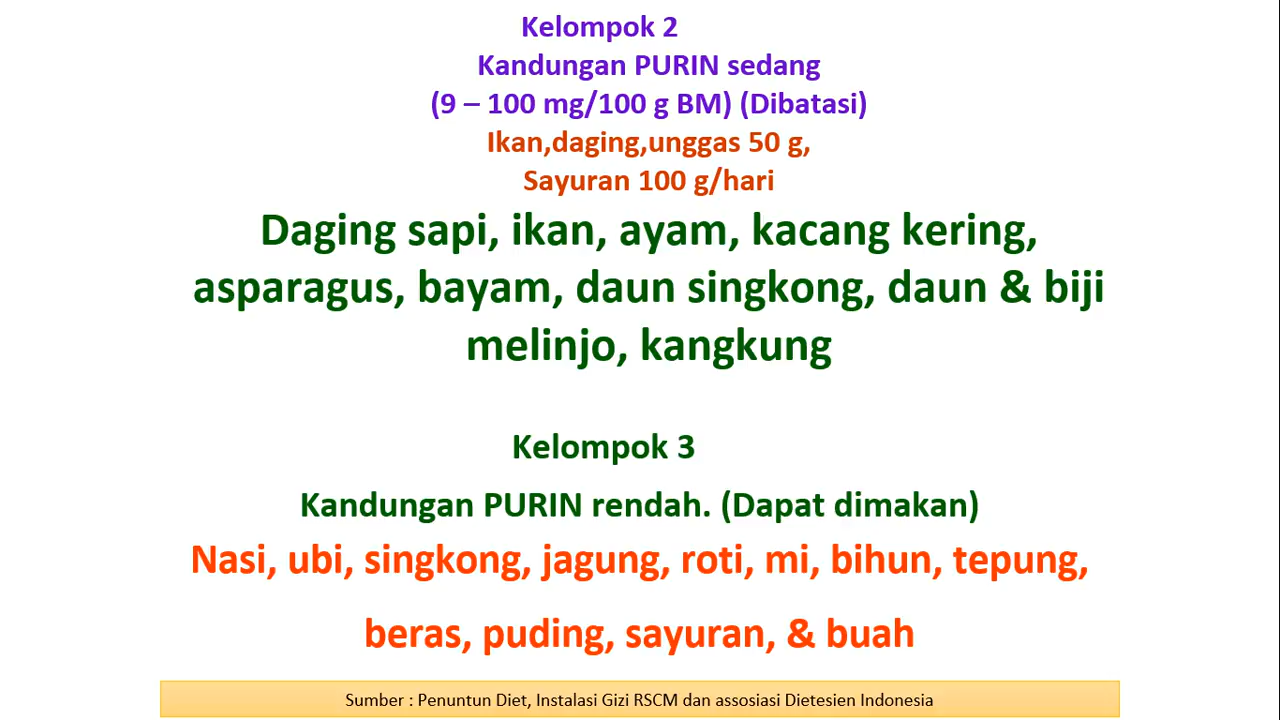 Kelompok 2
Kandungan PURIN sedang
(9 – 100 mg/100 g BM) (Dibatasi)
Ikan,daging,unggas 50 g,
Sayuran 100 g/hari
Daging sapi, ikan, ayam, kacang kering,
asparagus, bayam, daun singkong, daun & biji
melinjo, kangkung
Kelompok 3
Kandungan PURIN rendah. (Dapat dimakan)
Nasi, ubi, singkong, jagung, roti, mi, bihun, tepung,
beras, puding, sayuran, & buah
Sumber : Penuntun Diet, Instalasi Gizi RSCM dan assosiasi Dietesien Indonesia